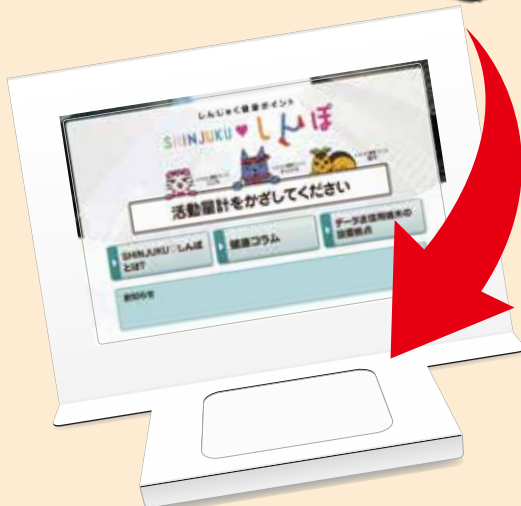 しんじゅく健康ポイント
SHINJUKU♥しんぽ
活動量計をかざしてください
SHINJUKU♡しんぽ
とは?
健康コラム
データ送信用端末の
設置拠点
お知らせ